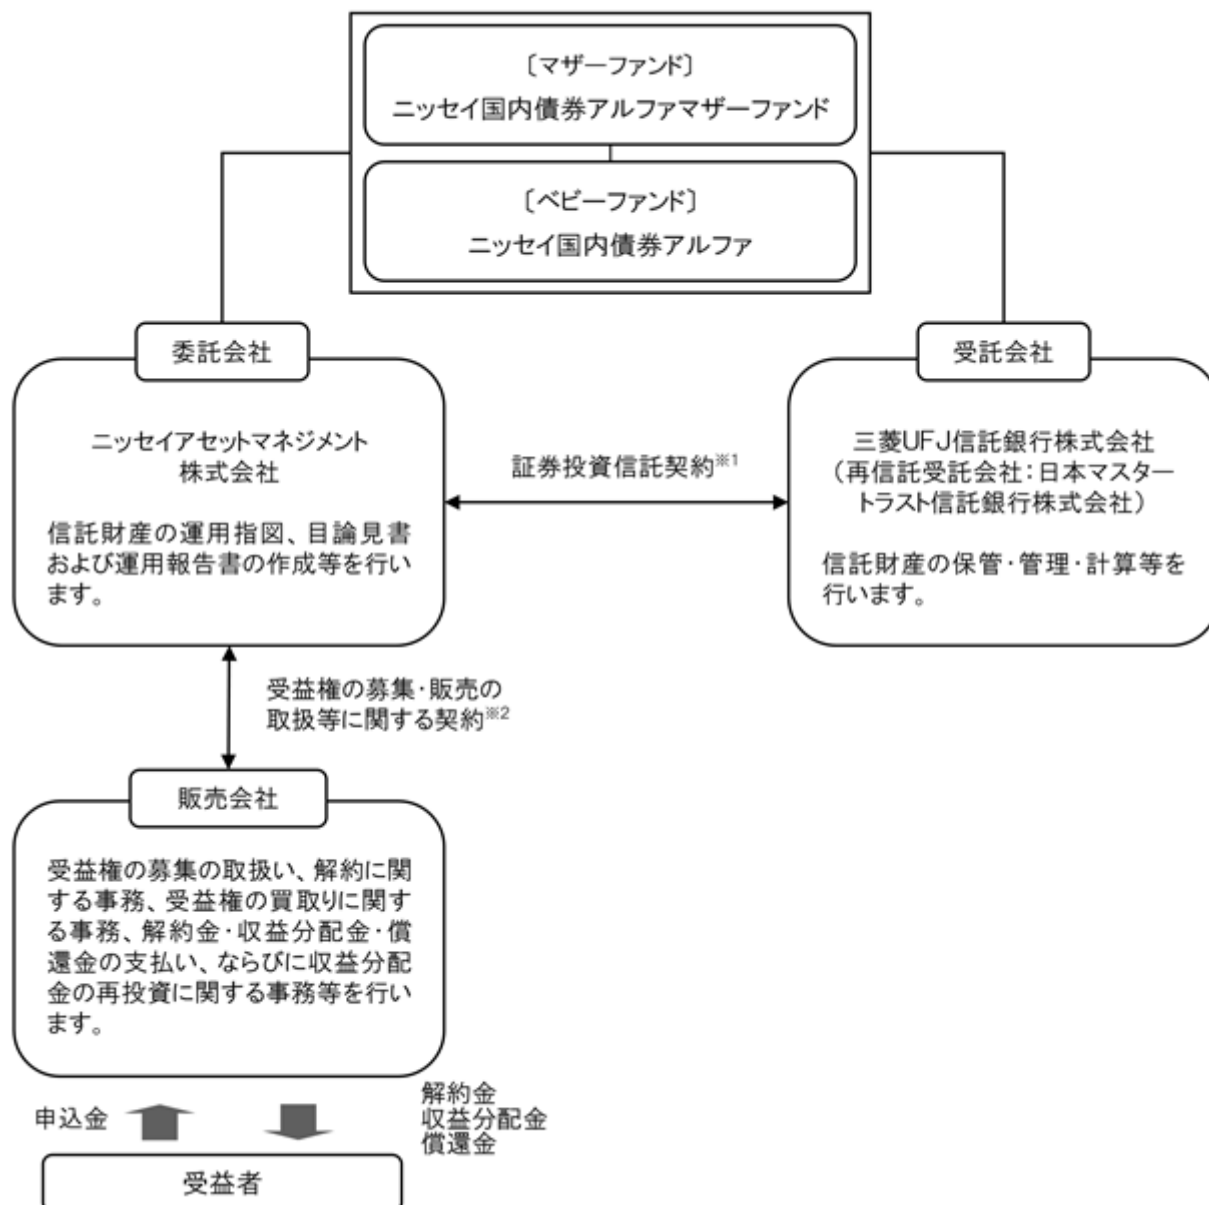 〔マザーファンド〕
ニッセイ国内債券アルファマザーファンド
〔ベビーファンド〕
ニッセイ国内債券アルファ
委託会社
ニッセイアセットマネジメント
株式会社
信託財産の運用指図、目論見書
および運用報告書の作成等を行い
ます。
証券投資信託契約※1
受託会社
三菱UFJ信託銀行株式会社
（再信託受託会社：日本マスター
トラスト信託銀行株式会社）
信託財産の保管・管理・計算等を
行います。
受益権の募集・販売の
取扱等に関する契約※2
販売会社
受益権の募集の取扱い、解約に関
する事務、受益権の買取りに関す
る事務、解約金・収益分配金・償
還金の支払い、ならびに収益分配
金の再投資に関する事務等を行い
ます。
申込金
解約金
収益分配金
償還金
受益者